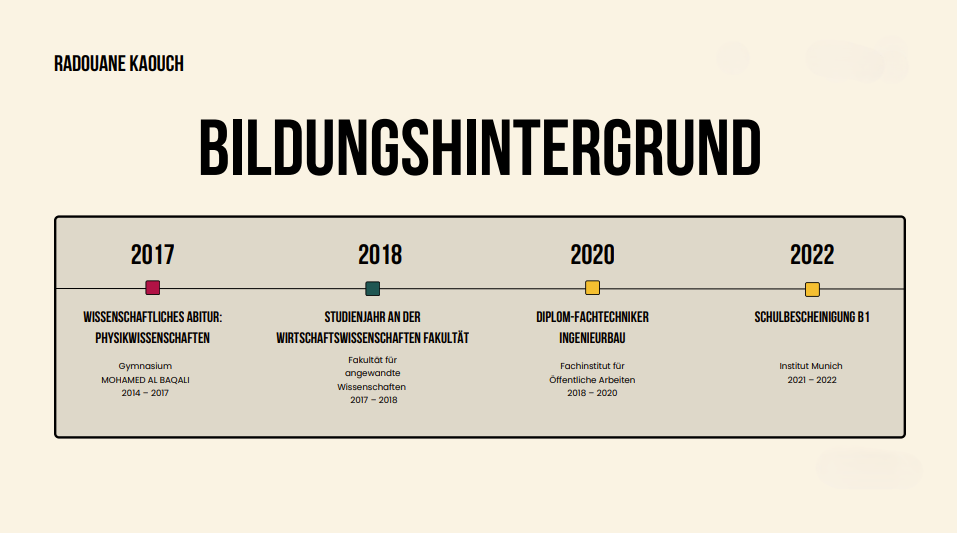 RADOUANE KAOUCH
BILDUNGSHINTERGRUND
2017
WISSENSCHAFTLICHES ABITUR:
PHYSIKWISSENSCHAFTEN
Gymnasium
MOHAMED AL BAQALI
2014 – 2017
2018
STUDIENJAHR AN DER
WIRTSCHAFTSWISSENSCHAFTEN FAKULTÄT
Fakultät für
angewandte
Wissenschaften
2017 – 2018
2020
DIPLOM-FACHTECHNIKER
INGENIEURBAU
Fachinstitut für
Öffentliche Arbeiten
2018 – 2020
2022
SCHULBESCHEINIGUNG B1
Institut Munich
2021 – 2022